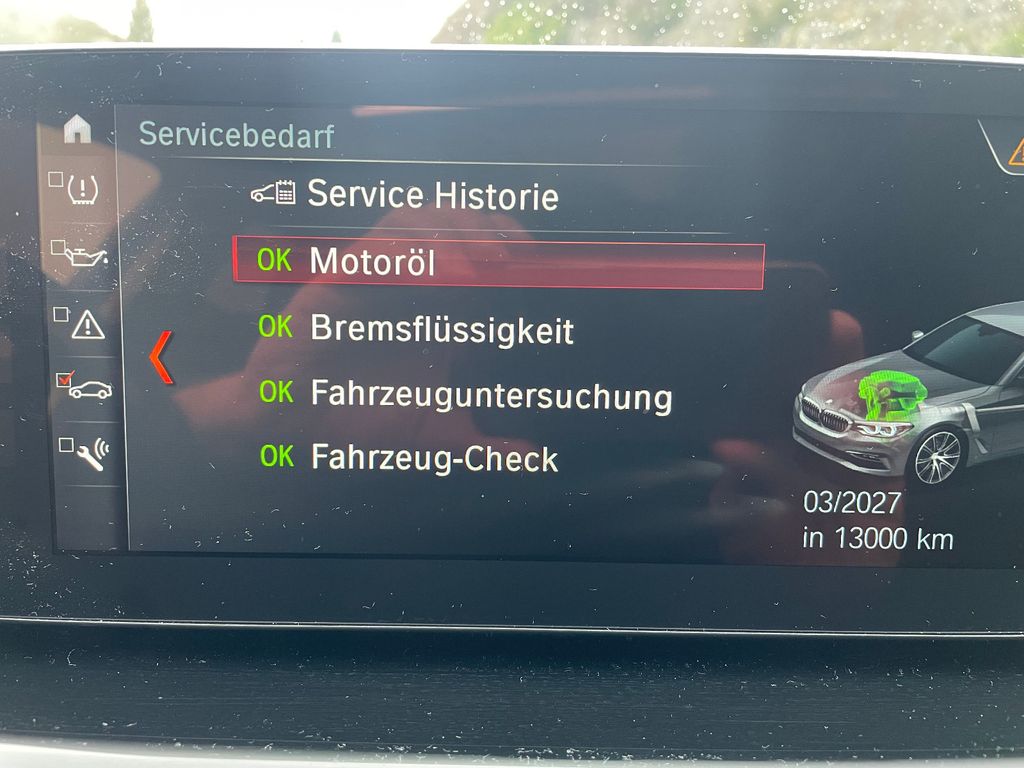 Servicebedarf
Service Historie
OK Motoröl
OK Bremsflüssigkeit
OK Fahrzeuguntersuchung
OK Fahrzeug-Check
03/2027
in 13000 km